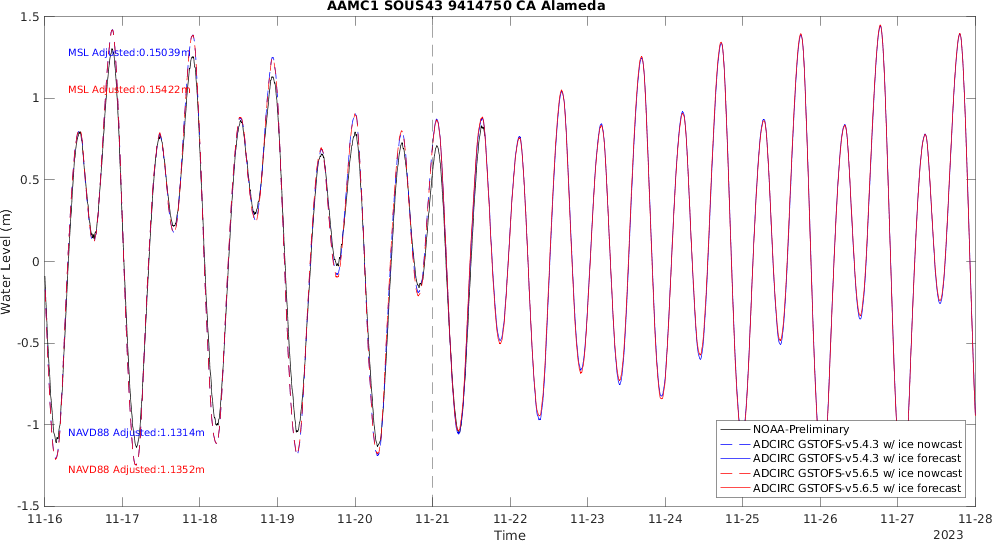 AAMC1 SOUS43 9414750 CA Alameda
1.5
1
0.5
0
-0.5
-1
-1.5
Water Level (m)
MSL Adjusted:0.15039m
MSL Adjusted:0.15422m
NAVD88 Adjusted:1.1314m
NAVD88 Adjusted:1.1352m
NOAA-Preliminary
ADCIRC GSTOFS-v5.4.3 w/ ice nowcast
ADCIRC GSTOFS-v5.4.3 w/ ice forecast
ADCIRC GSTOFS-v5.6.5 w/ ice nowcast
ADCIRC GSTOFS-v5.6.5 w/ ice forecast
11-16 11-17 11-18 11-19 11-20 11-21 11-22 11-23 11-24 11-25 11-26 11-27 11-28
Time
2023